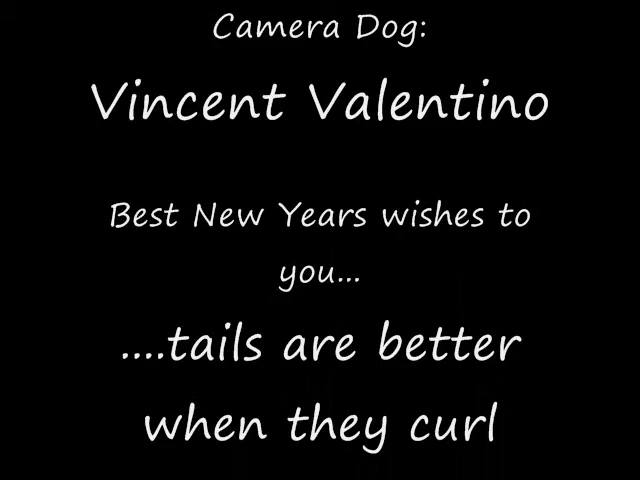 Camera Dog:
Vincent Valentino
Best New Years wishes to
you...
....tails are better
when they curl